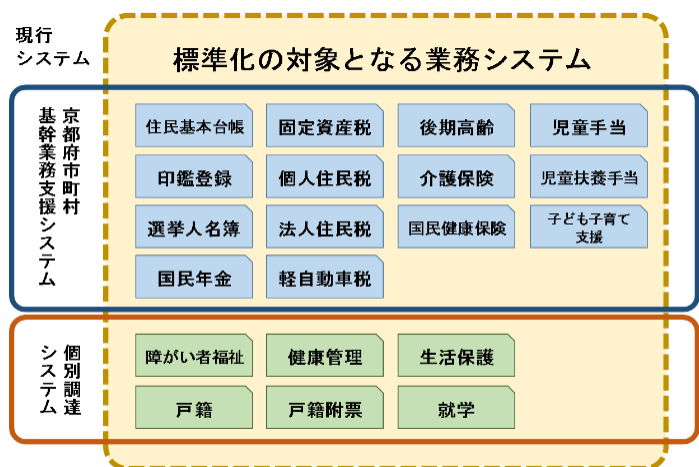 現行
システム
標準化の対象となる業務システム
京都府市町村
基幹業務支援システム
住民基本台帳
固定資産税
後期高齢
児童手当
印鑑登録
個人住民税
介護保険
児童扶養手当
選挙人名簿
法人住民税
国民健康保険
子ども子育て
支援
国民年金
軽自動車税
個別調達
システム
障がい者福祉
健康管理
生活保護
戸籍
戸籍附票
就学